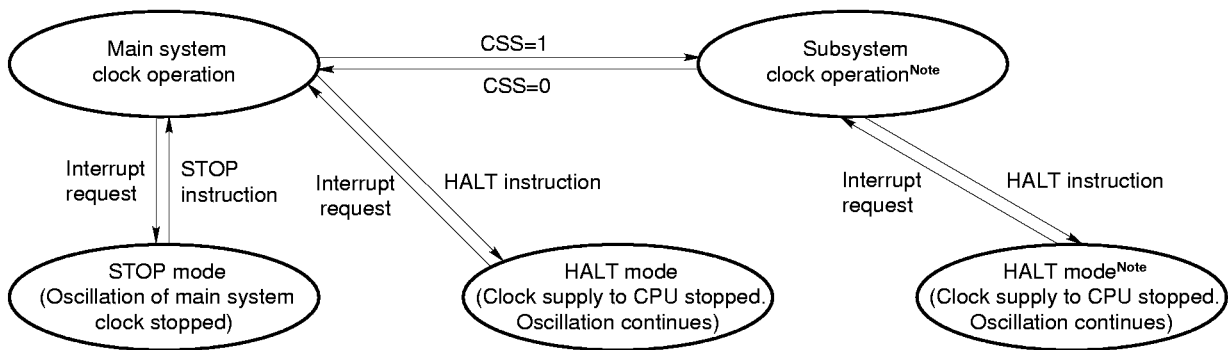 Main system
clock operation
CSS=1
CSS=0
Subsystem
clock operationNote
Interrupt
request
STOP
instruction
Interrupt
request
HALT instruction
Interrupt
request
HALT instruction
STOP mode
(Oscillation of main system
clock stopped)
HALT mode
(Clock supply to CPU stopped.
Oscillation continues)
HALT modeNote
(Clock supply to CPU stopped.
Oscillation continues)